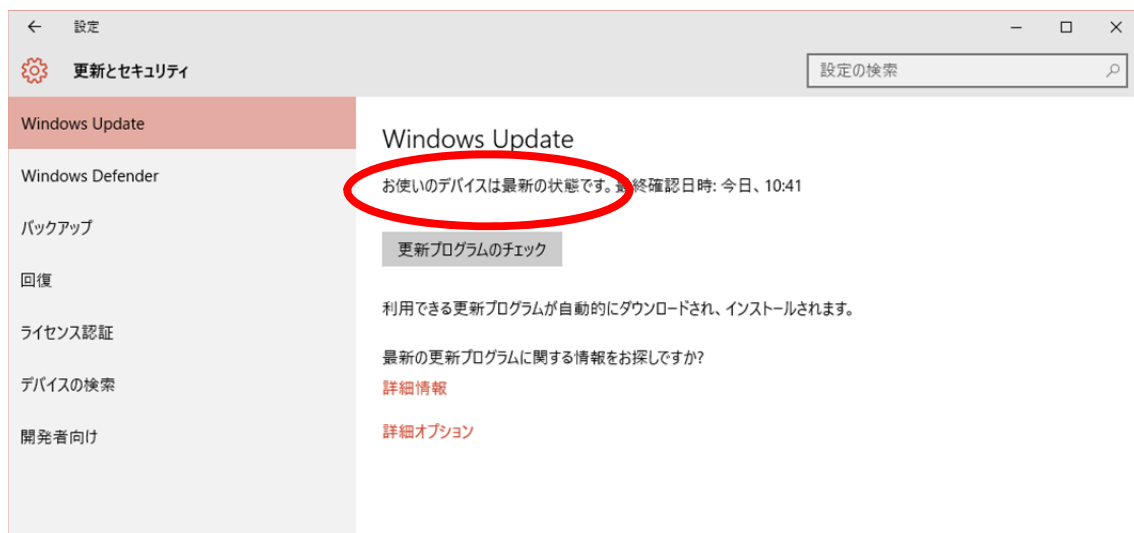 設定
更新とセキュリティ
設定の検索
Windows Update
Windows Defender
バックアップ
回復
ライセンス認証
デバイスの検索
開発者向け
Windows Update
お使いのデバイスは最新の状態です。最終確認日時: 今日、10:41
更新プログラムのチェック
利用できる更新プログラムが自動的にダウンロードされ、インストールされます。
最新の更新プログラムに関する情報をお探しですか?
詳細情報
詳細オプション